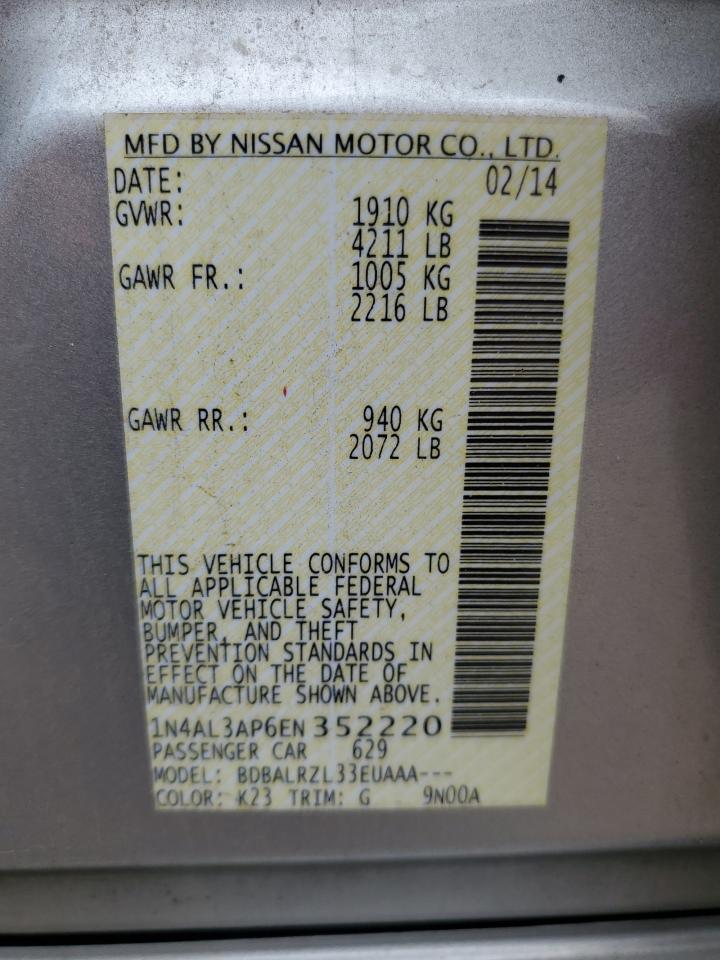 MFD BY NISSAN MOTOR CO., LTD.
DATE: 02/14
GVWR: 1910 KG
4211 LB
GAWR FR.: 1005 KG
2216 LB
GAWR RR.: 940 KG
2072 LB
THIS VEHICLE CONFORMS TO
ALL APPLICABLE FEDERAL
MOTOR VEHICLE SAFETY,
BUMPER, AND THEFT
PREVENTION STANDARDS IN
EFFECT ON THE DATE OF
MANUFACTURE SHOWN ABOVE.
1N4AL3AP6EN 352220
PASSENGER CAR 629
MODEL: BDBALRZL33EUAAA---
COLOR: K23 TRIM: G 9N00A